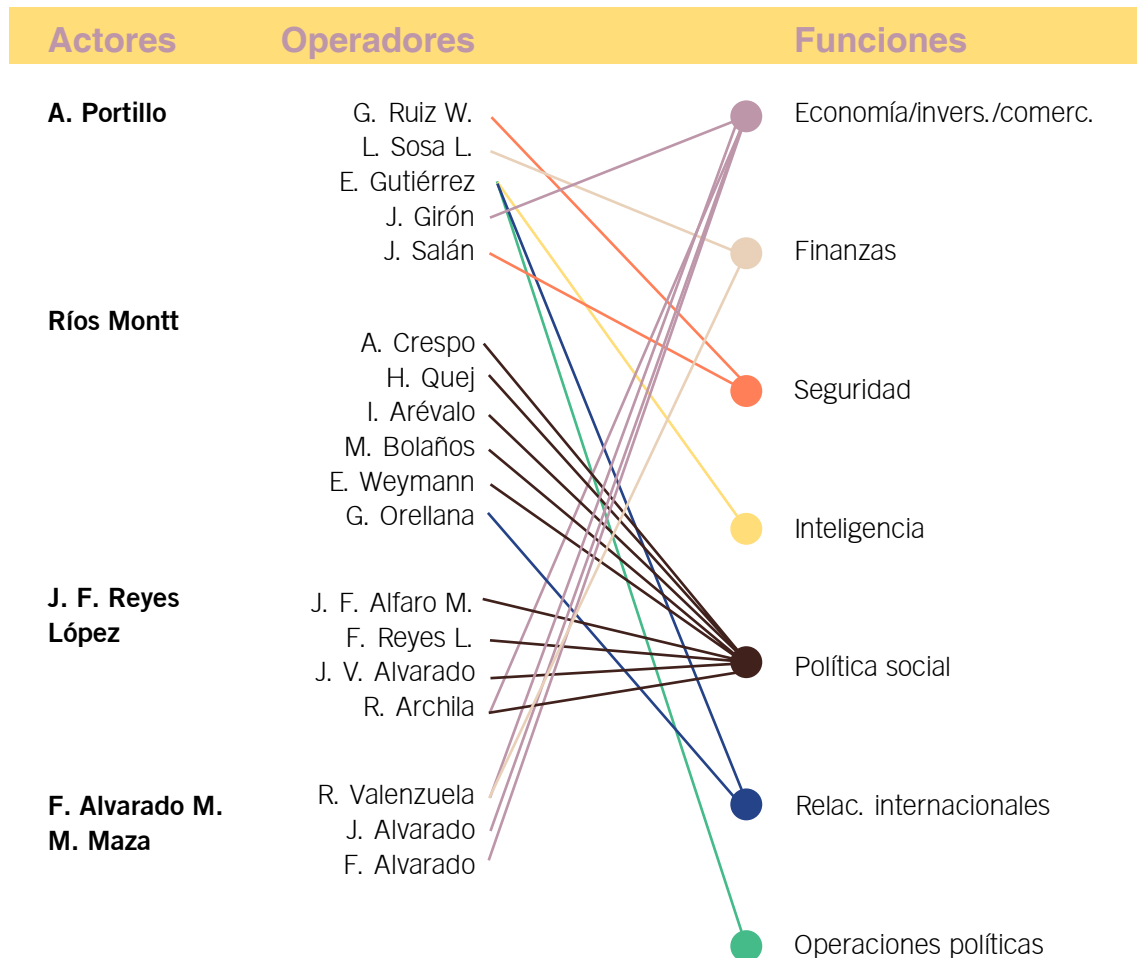 Actores Operadores Funciones
A. Portillo
G. Ruiz W.
L. Sosa L.
E. Gutiérrez
J. Girón
J. Salán
Ríos Montt
A. Crespo
H. Quej
I. Arévalo
M. Bolaños
E. Weymann
G. Orellana
J. F. Reyes
López
J. F. Alfaro M.
F. Reyes L.
J. V. Alvarado
R. Archila
F. Alvarado M.
M. Maza
R. Valenzuela
J. Alvarado
F. Alvarado
Economía/invers./comerc.
Finanzas
Seguridad
Inteligencia
Política social
Relac. internacionales
Operaciones políticas